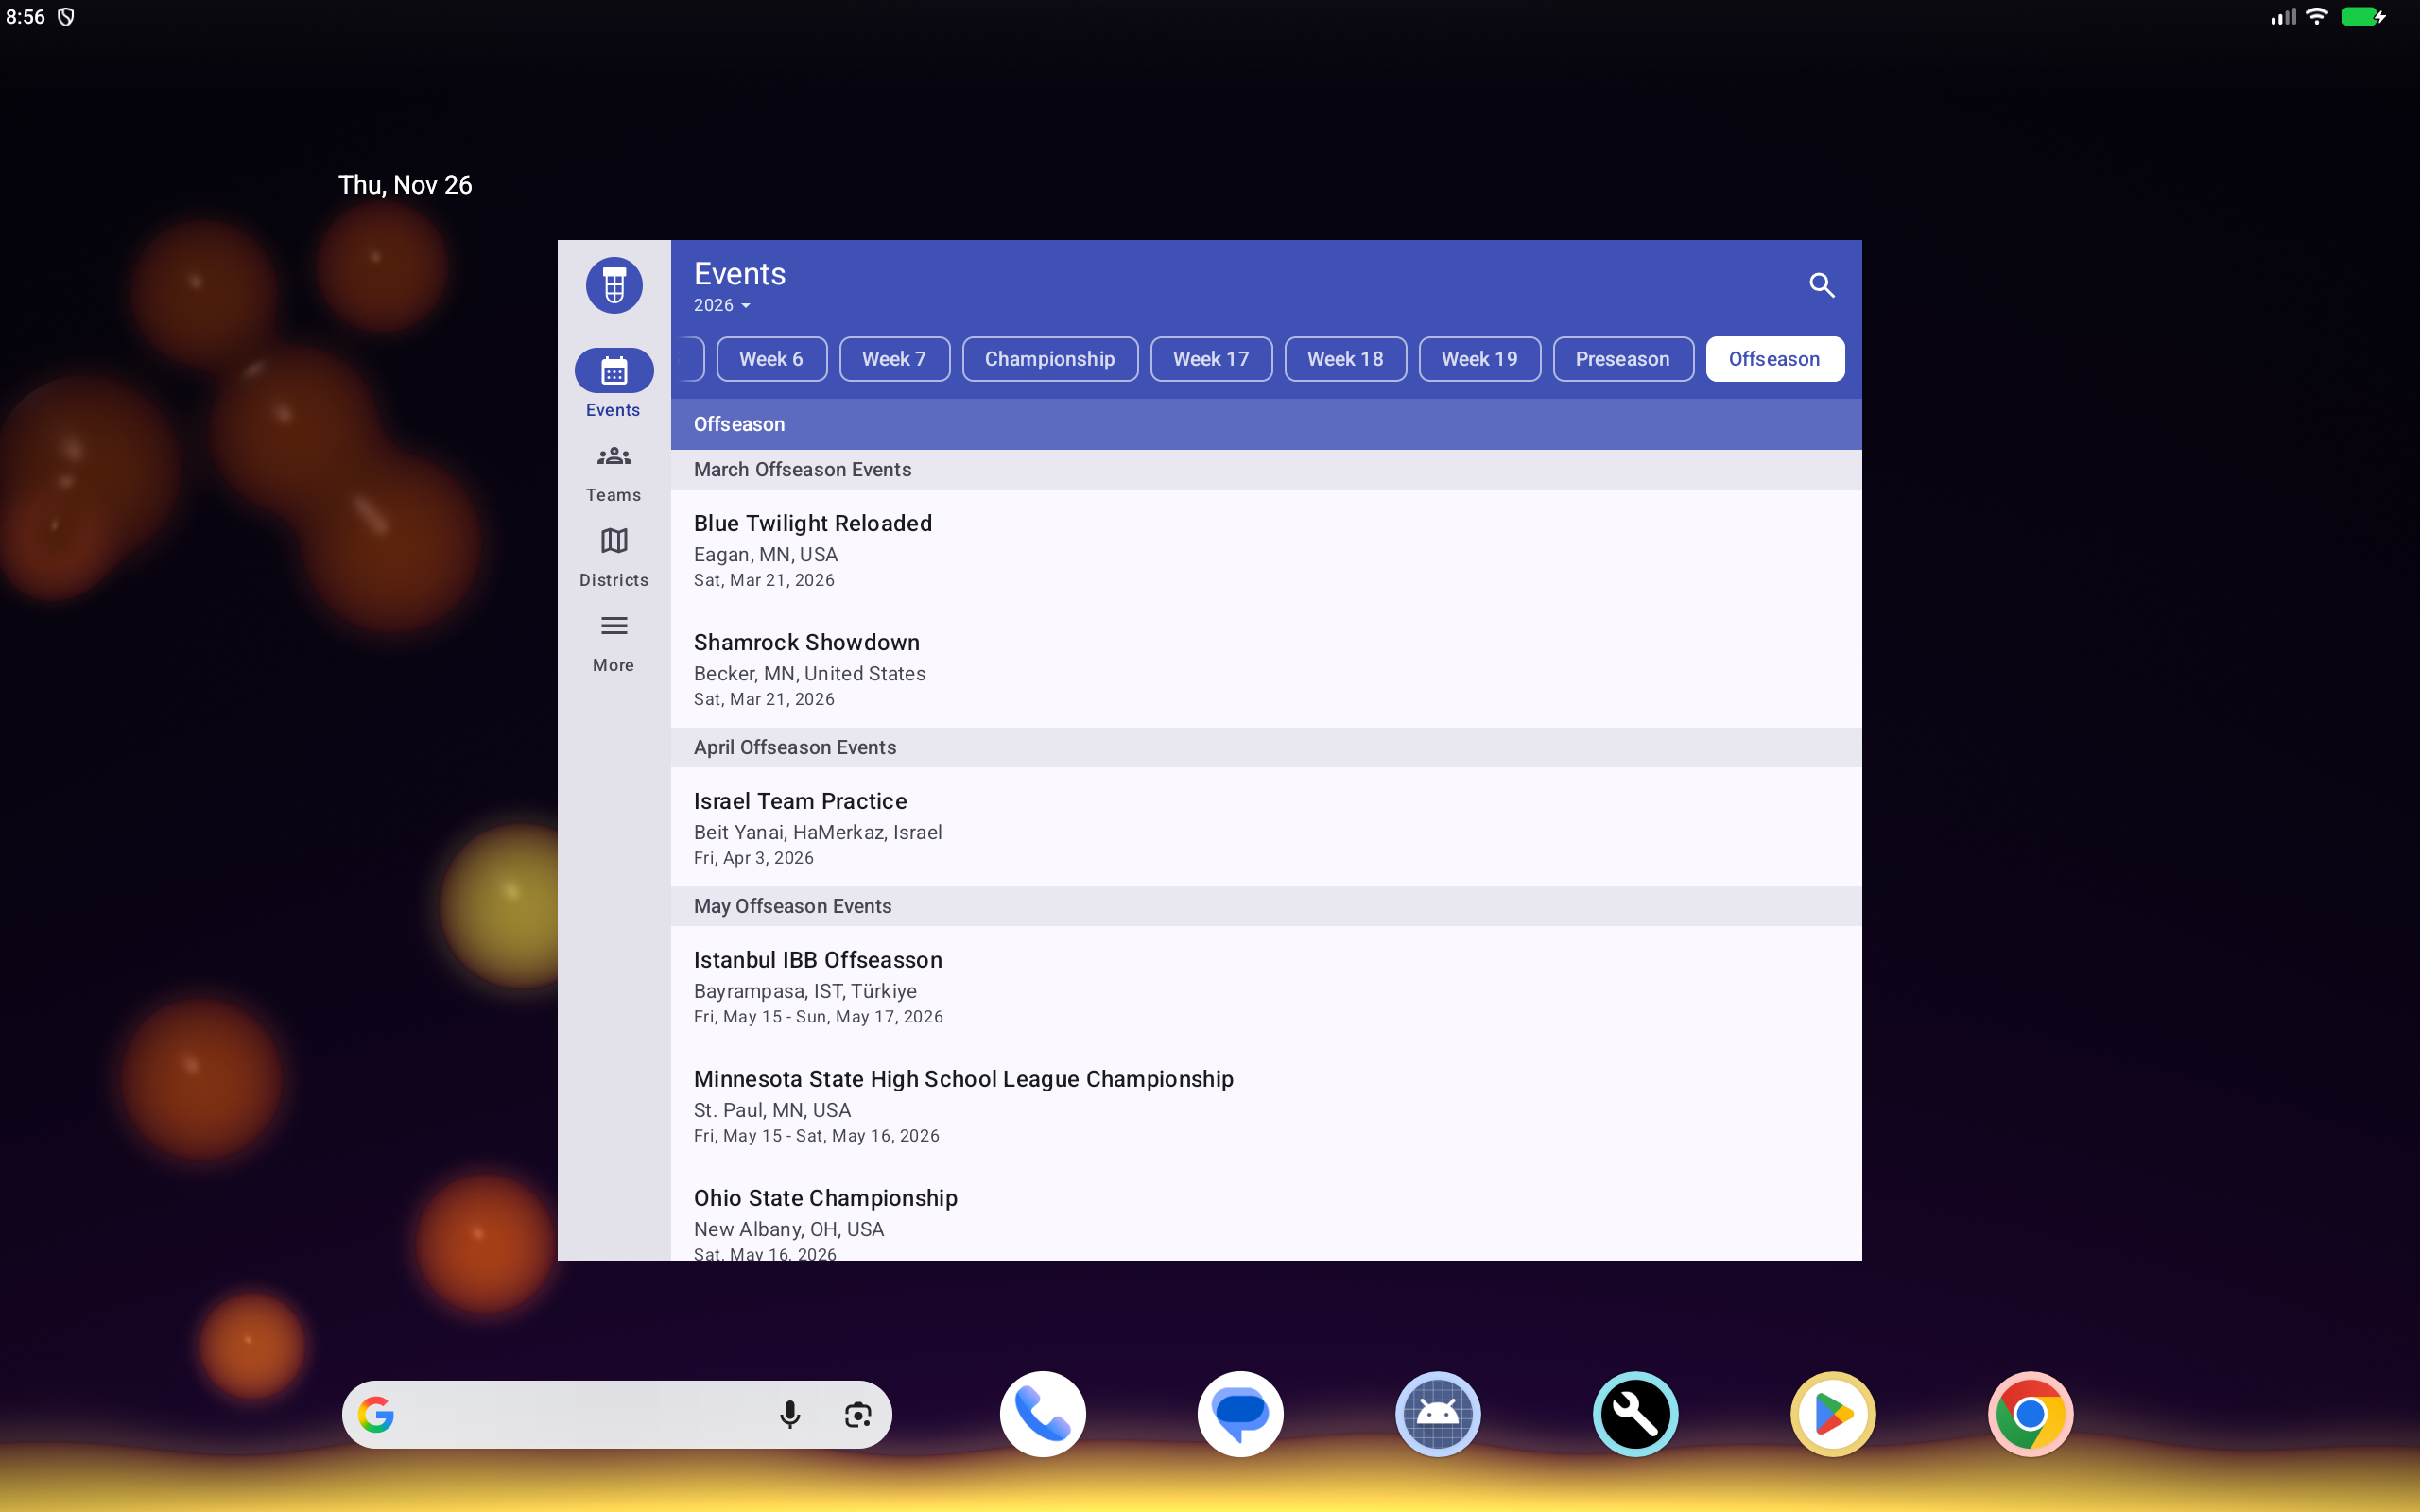 8:56
Thu, Nov 26
Events
2026
Week 6
Week 7
Championship
Week 17
Week 18
Week 19
Preseason
Offseason
Events
Teams
Districts
More
Offseason
March Offseason Events
Blue Twilight Reloaded
Eagan, MN, USA
Sat, Mar 21, 2026
Shamrock Showdown
Becker, MN, United States
Sat, Mar 21, 2026
April Offseason Events
Israel Team Practice
Beit Yanai, HaMerkaz, Israel
Fri, Apr 3, 2026
May Offseason Events
Istanbul IBB Offseasson
Bayrampasa, IST, Türkiye
Fri, May 15 - Sun, May 17, 2026
Minnesota State High School League Championship
St. Paul, MN, USA
Fri, May 15 - Sat, May 16, 2026
Ohio State Championship
New Albany, OH, USA
Sat, May 16, 2026